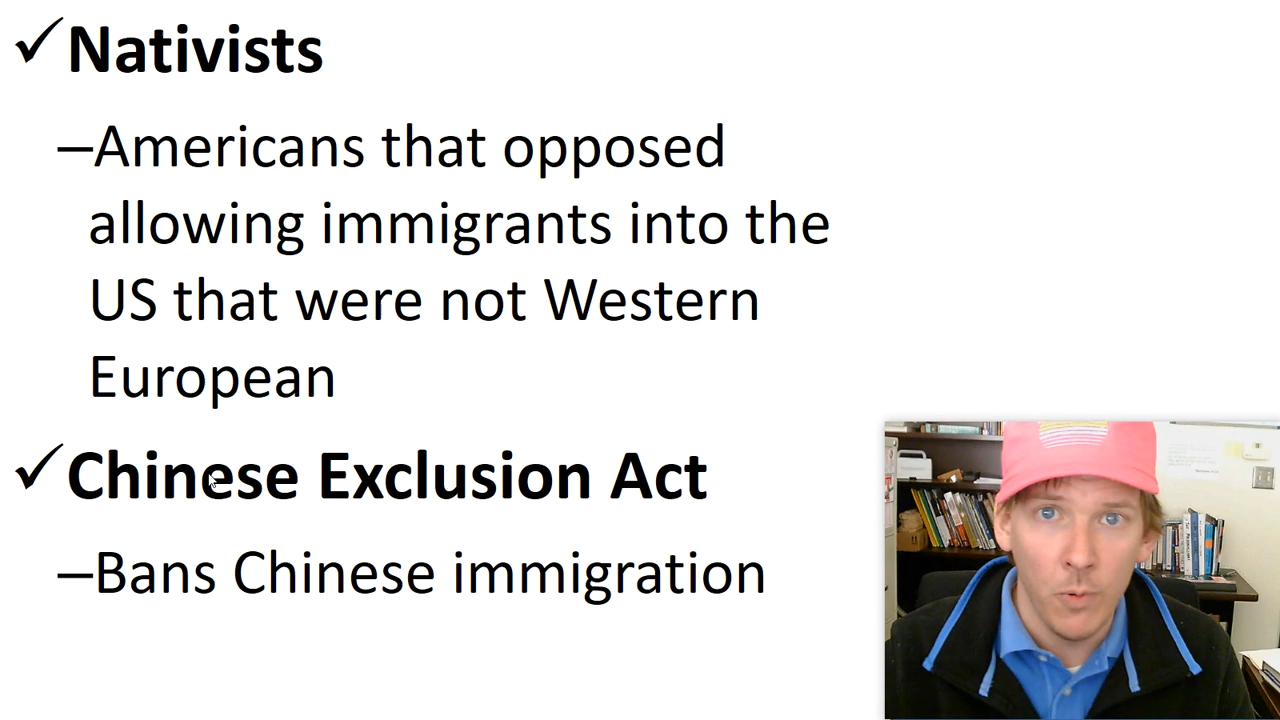 ✓Nativists
–Americans that opposed
allowing immigrants into the
US that were not Western
European
✓Chinese Exclusion Act
–Bans Chinese immigration